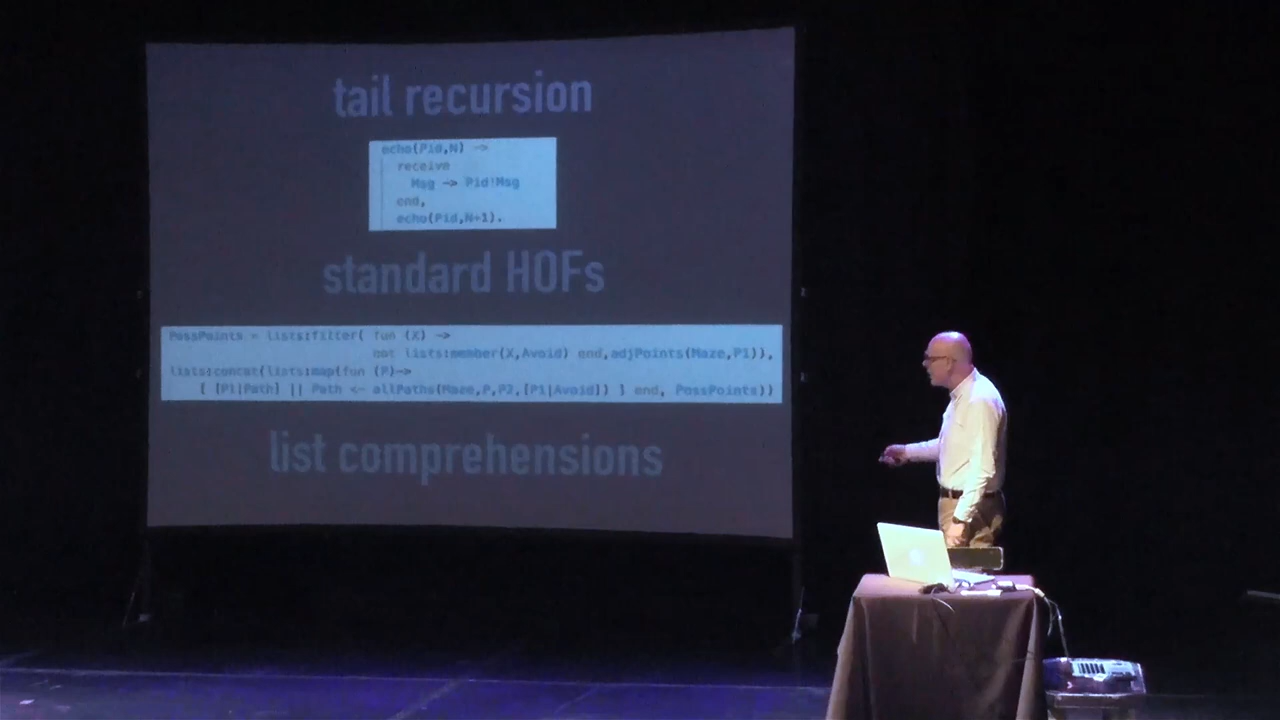 tail recursion
echo(Pid,N) ->
receive
Msg -> Pid!Msg
end,
echo(Pid,N+1).
standard HOFs
PossPoints = lists:filter( fun (X) ->
not lists:member(X,Avoid) end,adjPoints(Maze,P1)),
lists:concat(lists:map(fun (P)->
[ [P1|Path] || Path <- allPaths(Maze,P,P2,[P1|Avoid]) ] end, PossPoints))
list comprehensions